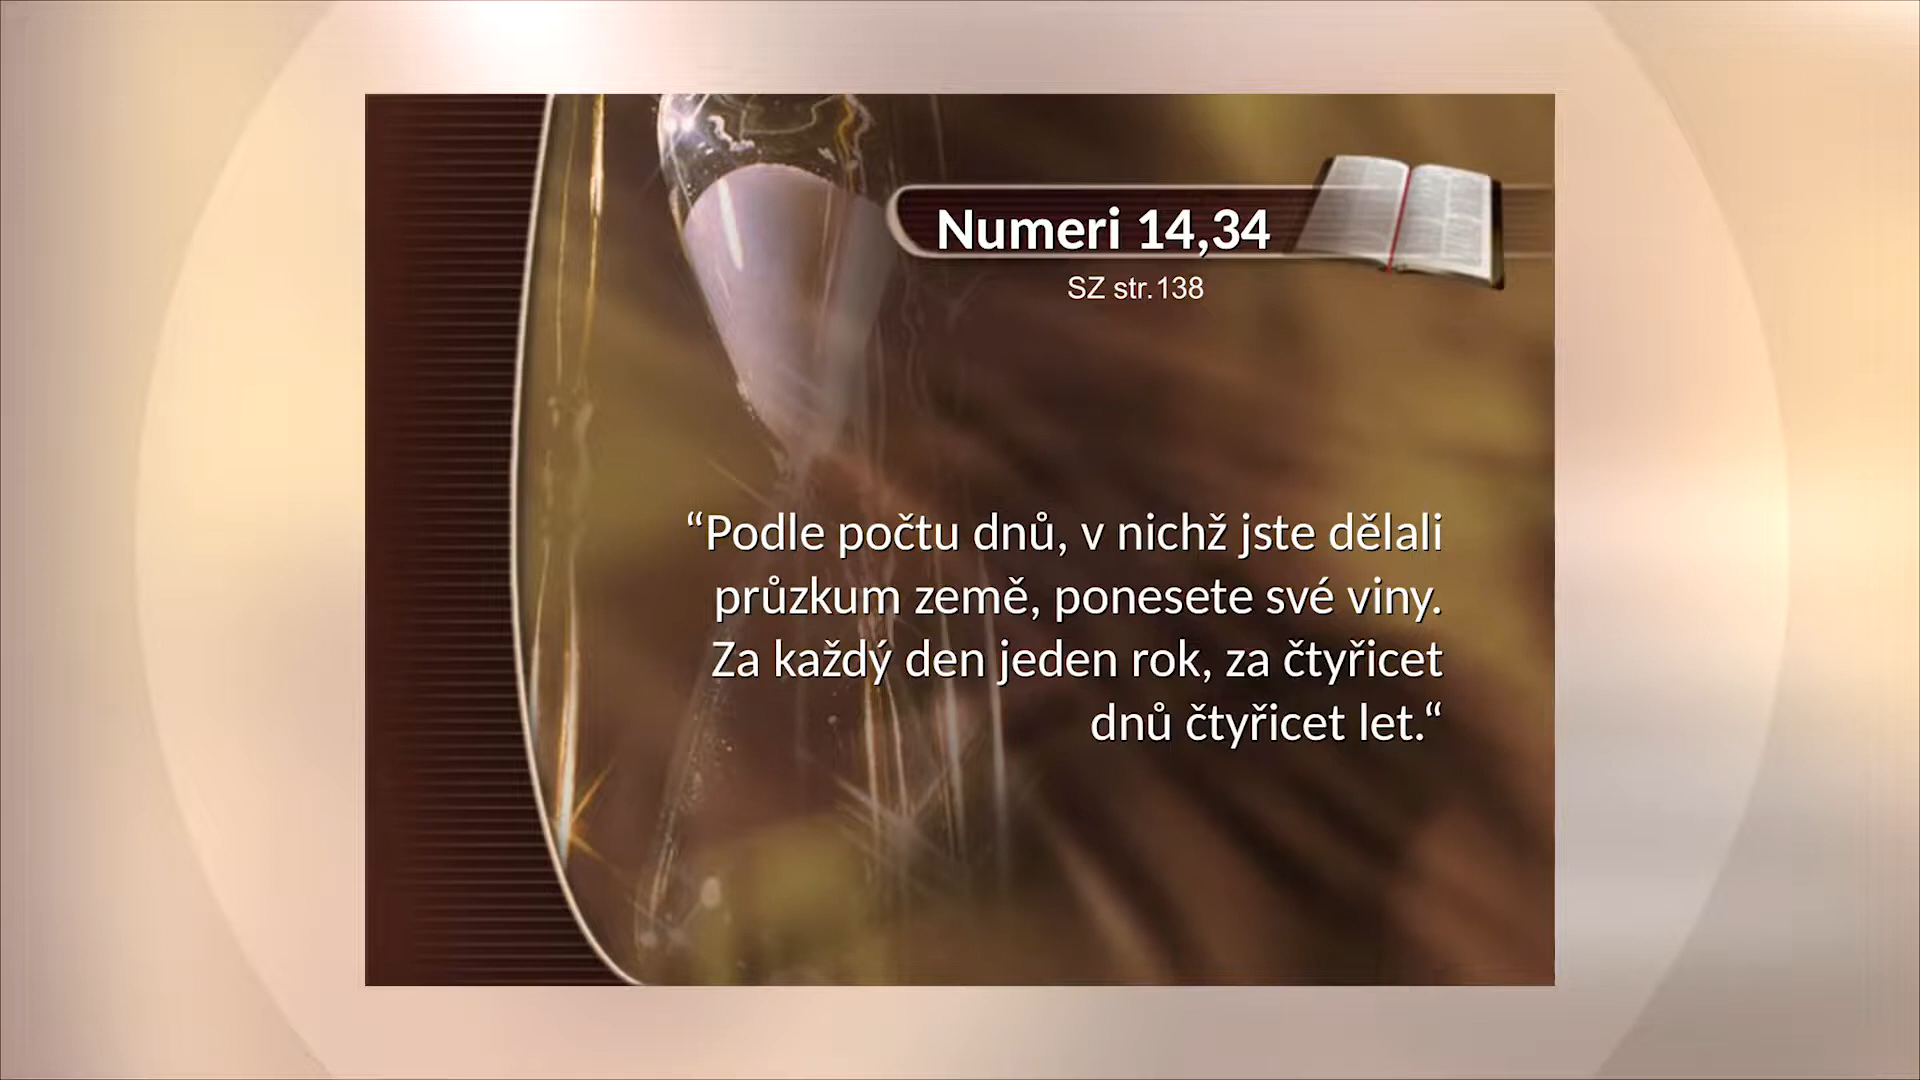 Numeri 14,34
SZ str.138
“Podle počtu dnů, v nichž jste dělali
průzkum země, ponesete své viny.
Za každý den jeden rok, za čtyřicet
dnů čtyřicet let.“